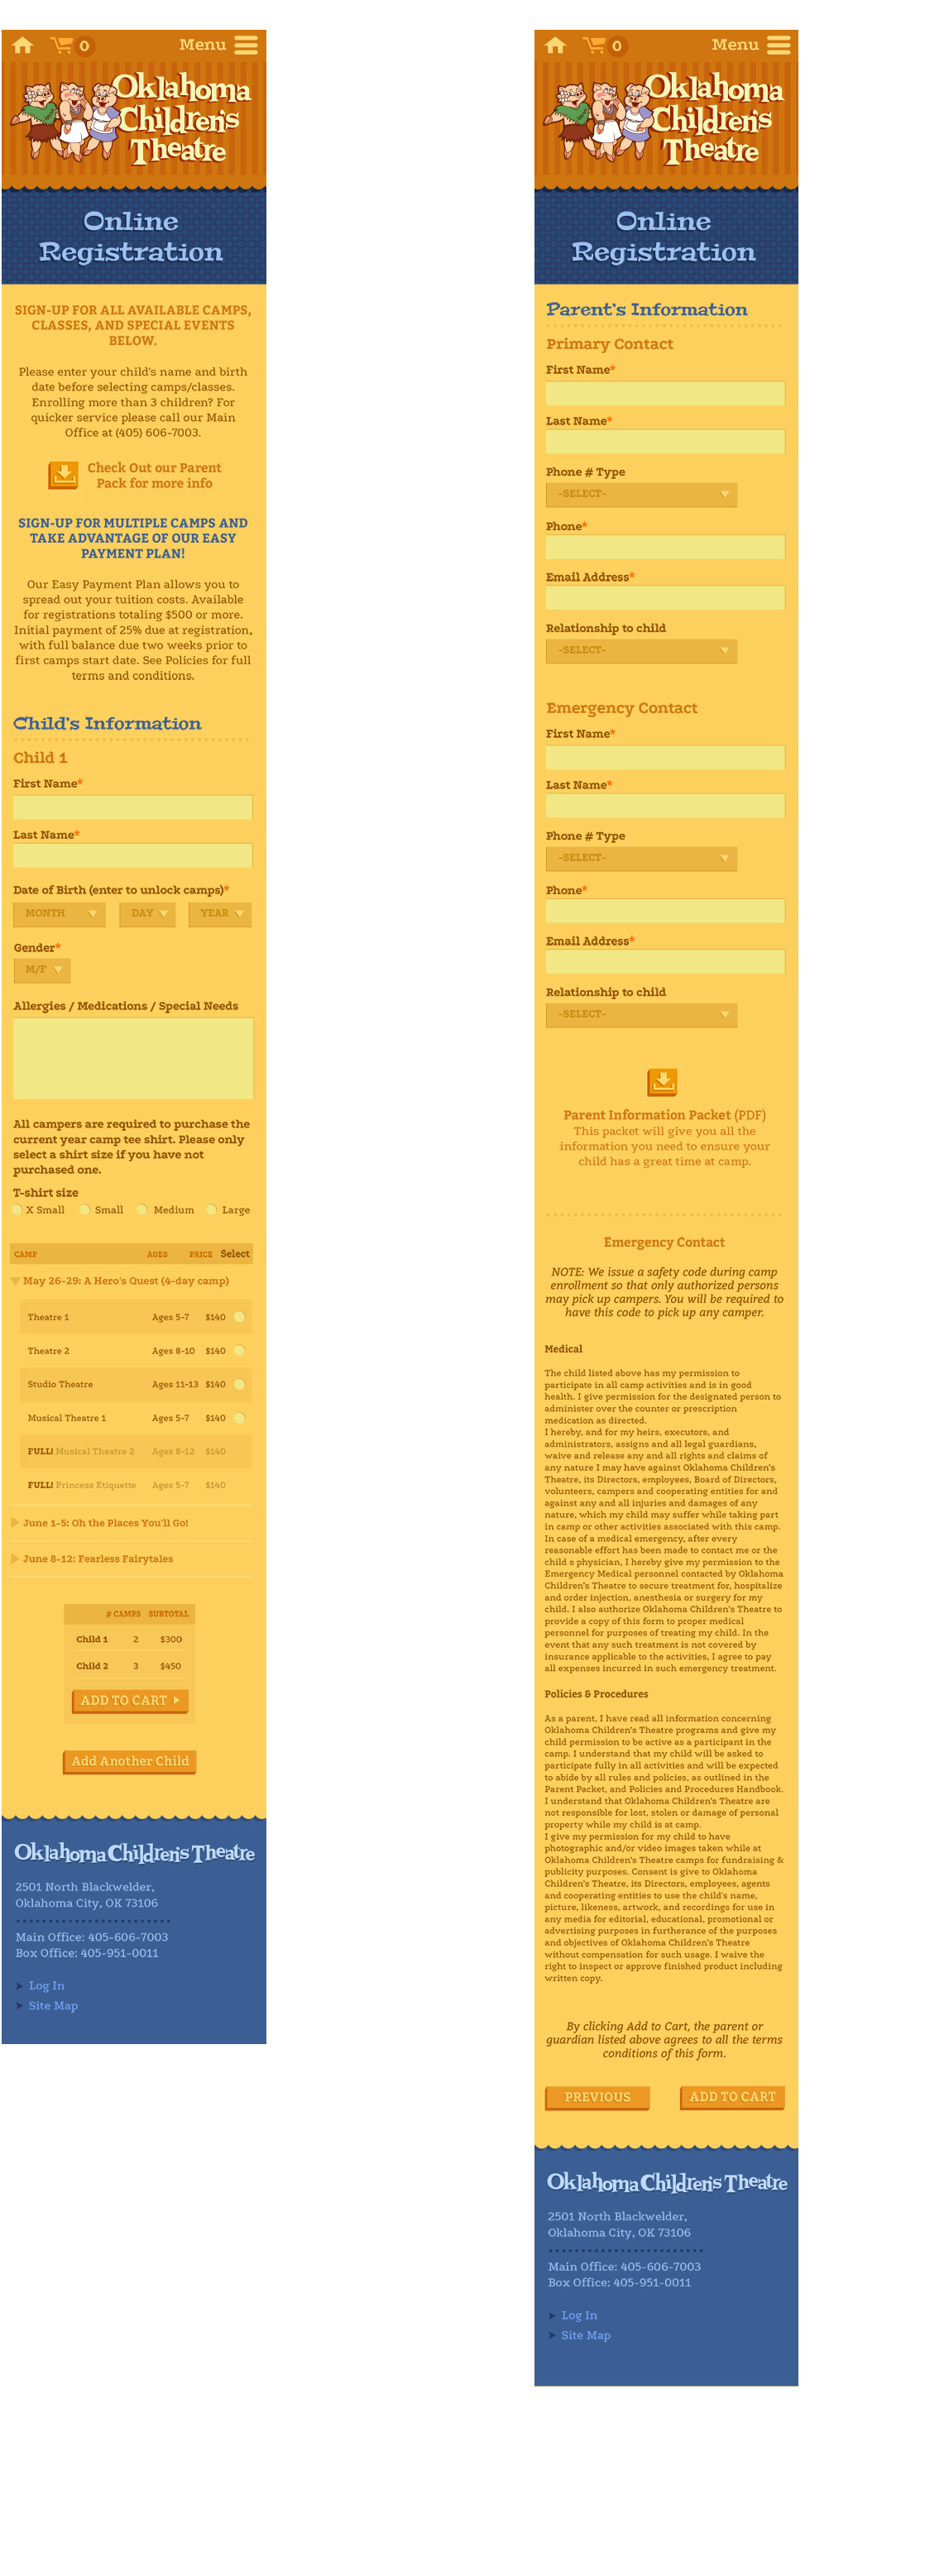 0 Menu
Oklahoma
Children's
Theatre
Online
Registration
SIGN-UP FOR ALL AVAILABLE CAMPS,
CLASSES, AND SPECIAL EVENTS
BELOW.
Please enter your child's name and birth
date before selecting camps/classes.
Enrolling more than 3 children? For
quicker service please call our Main
Office at (405) 606-7003.
Check Out our Parent
Pack for more info
SIGN-UP FOR MULTIPLE CAMPS AND
TAKE ADVANTAGE OF OUR EASY
PAYMENT PLAN!
Our Easy Payment Plan allows you to
spread out your tuition costs. Available
for registrations totaling $500 or more.
Initial payment of 25% due at registration,
with full balance due two weeks prior to
first camps start date. See Policies for full
terms and conditions.
Child's Information
Child 1
First Name*
Last Name*
Date of Birth (enter to unlock camps)*
MONTH DAY YEAR
Gender*
M/F
Allergies / Medications / Special Needs
All campers are required to purchase the
current year camp tee shirt. Please only
select a shirt size if you have not
purchased one.
T-shirt size
X Small Small Medium Large
CAMP AGES PRICE Select
May 26-29: A Hero's Quest (4-day camp)
Theatre 1 Ages 5-7 $140
Theatre 2 Ages 8-10 $140
Studio Theatre Ages 11-13 $140
Musical Theatre 1 Ages 5-7 $140
FULL! Musical Theatre 2 Ages 8-12 $140
FULL! Princess Etiquette Ages 5-7 $140
June 1-5: Oh the Places You'll Go!
June 8-12: Fearless Fairytales
# CAMPS SUBTOTAL
Child 1 2 $300
Child 2 3 $450
ADD TO CART
Add Another Child
Oklahoma Children's Theatre
2501 North Blackwelder,
Oklahoma City, OK 73106
Main Office: 405-606-7003
Box Office: 405-951-0011
Log In
Site Map
0 Menu
Oklahoma
Children's
Theatre
Online
Registration
Parent's Information
Primary Contact
First Name*
Last Name*
Phone # Type
-SELECT-
Phone*
Email Address*
Relationship to child
-SELECT-
Emergency Contact
First Name*
Last Name*
Phone # Type
-SELECT-
Phone*
Email Address*
Relationship to child
-SELECT-
Parent Information Packet (PDF)
This packet will give you all the
information you need to ensure your
child has a great time at camp.
Emergency Contact
NOTE: We issue a safety code during camp
enrollment so that only authorized persons
may pick up campers. You will be required to
have this code to pick up any camper.
Medical
The child listed above has my permission to
participate in all camp activities and is in good
health. I give permission for the designated person to
administer over the counter or prescription
medication as directed.
I hereby, and for my heirs, executors, and
administrators, assigns and all legal guardians,
waive and release any and all rights and claims of
any nature I may have against Oklahoma Children's
Theatre, its Directors, employees, Board of Directors,
volunteers, campers and cooperating entities for and
against any and all injuries and damages of any
nature, which my child may suffer while taking part
in camp or other activities associated with this camp.
In case of a medical emergency, after every
reasonable effort has been made to contact me or the
child s physician, I hereby give my permission to the
Emergency Medical personnel contacted by Oklahoma
Children's Theatre to secure treatment for, hospitalize
and order injection, anesthesia or surgery for my
child. I also authorize Oklahoma Children's Theatre to
provide a copy of this form to proper medical
personnel for purposes of treating my child. In the
event that any such treatment is not covered by
insurance applicable to the activities, I agree to pay
all expenses incurred in such emergency treatment.
Policies & Procedures
As a parent, I have read all information concerning
Oklahoma Children's Theatre programs and give my
child permission to be active as a participant in the
camp. I understand that my child will be asked to
participate fully in all activities and will be expected
to abide by all rules and policies, as outlined in the
Parent Packet, and Policies and Procedures Handbook.
I understand that Oklahoma Children's Theatre are
not responsible for lost, stolen or damage of personal
property while my child is at camp.
I give my permission for my child to have
photographic and/or video images taken while at
Oklahoma Children's Theatre camps for fundraising &
publicity purposes. Consent is give to Oklahoma
Children's Theatre, its Directors, employees, agents
and cooperating entities to use the child's name,
picture, likeness, artwork, and recordings for use in
any media for editorial, educational, promotional or
advertising purposes in furtherance of the purposes
and objectives of Oklahoma Children's Theatre
without compensation for such usage. I waive the
right to inspect or approve finished product including
written copy.
By clicking Add to Cart, the parent or
guardian listed above agrees to all the terms
conditions of this form.
PREVIOUS ADD TO CART
Oklahoma Children's Theatre
2501 North Blackwelder,
Oklahoma City, OK 73106
Main Office: 405-606-7003
Box Office: 405-951-0011
Log In
Site Map